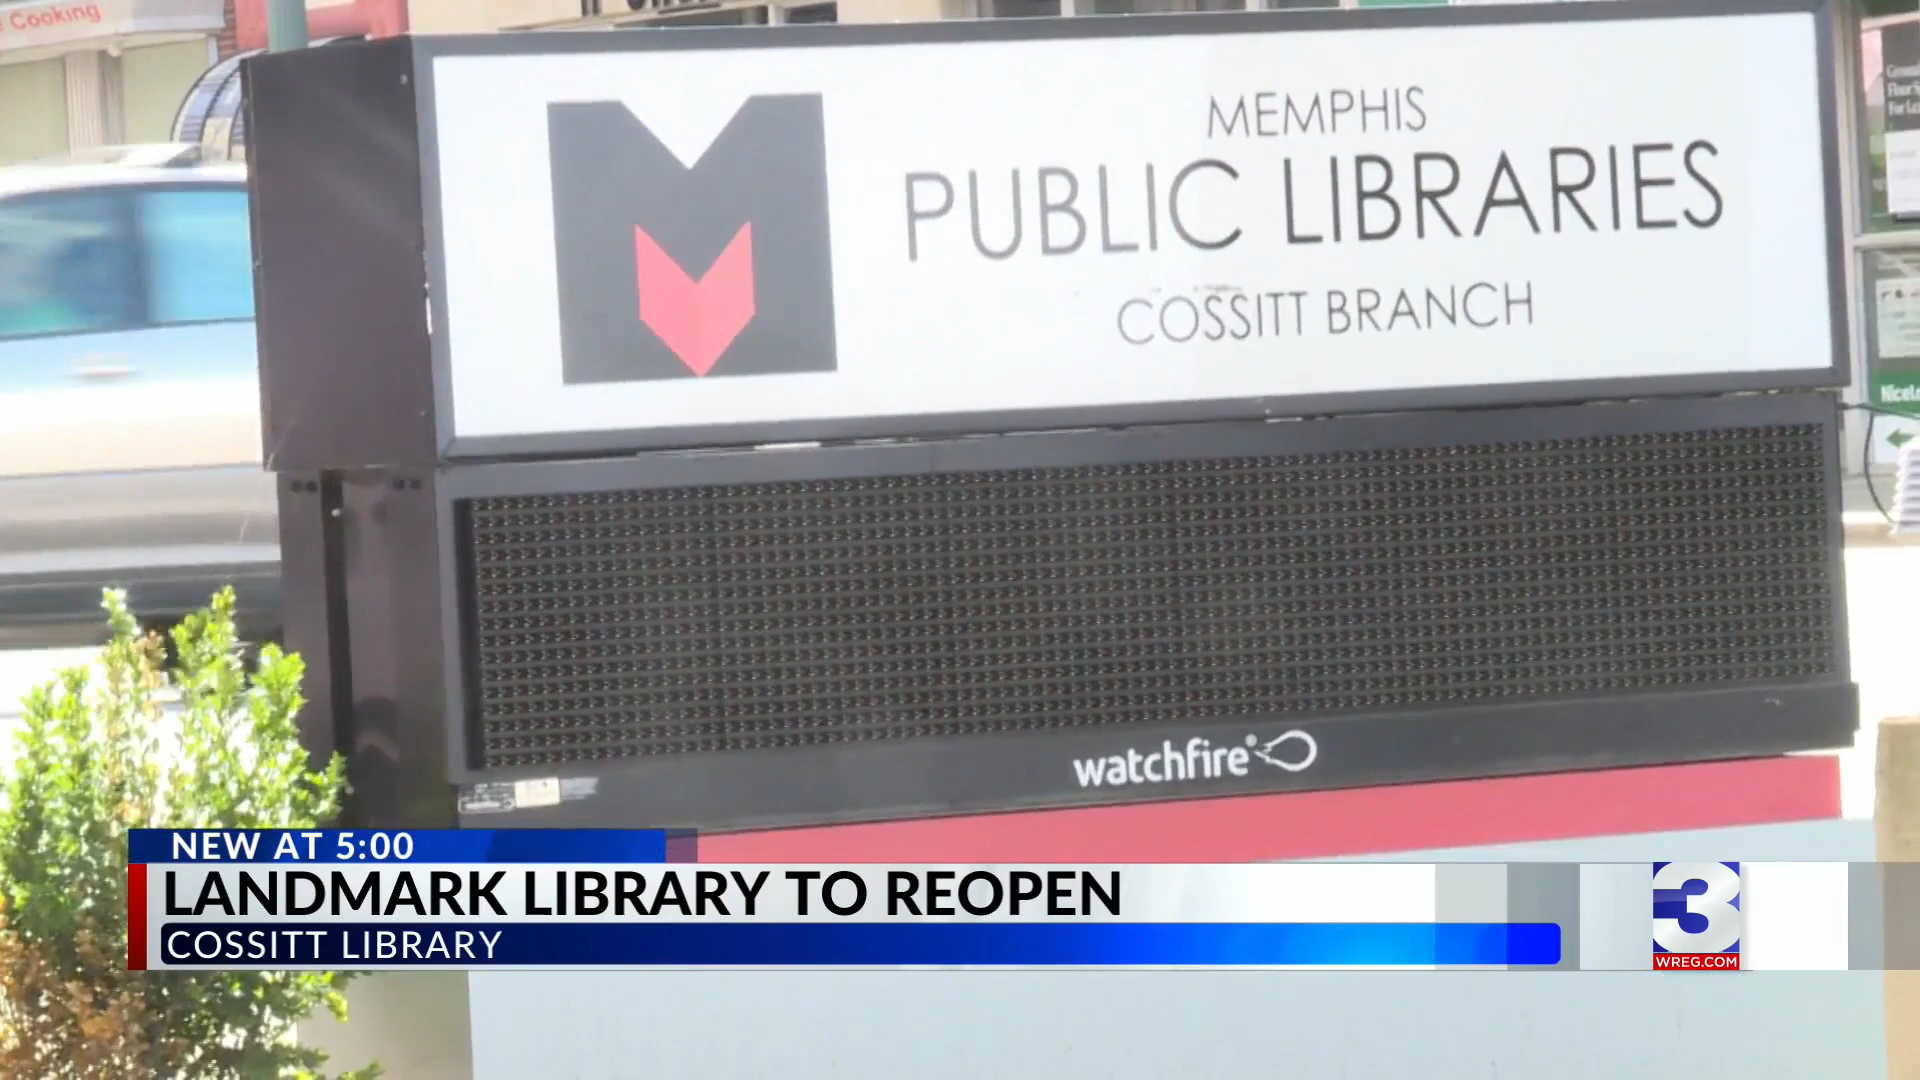 Cooking
MEMPHIS
PUBLIC LIBRARIES
COSSITT BRANCH
watchfire®
NEW AT 5:00
LANDMARK LIBRARY TO REOPEN
COSSITT LIBRARY
3
WREG.COM